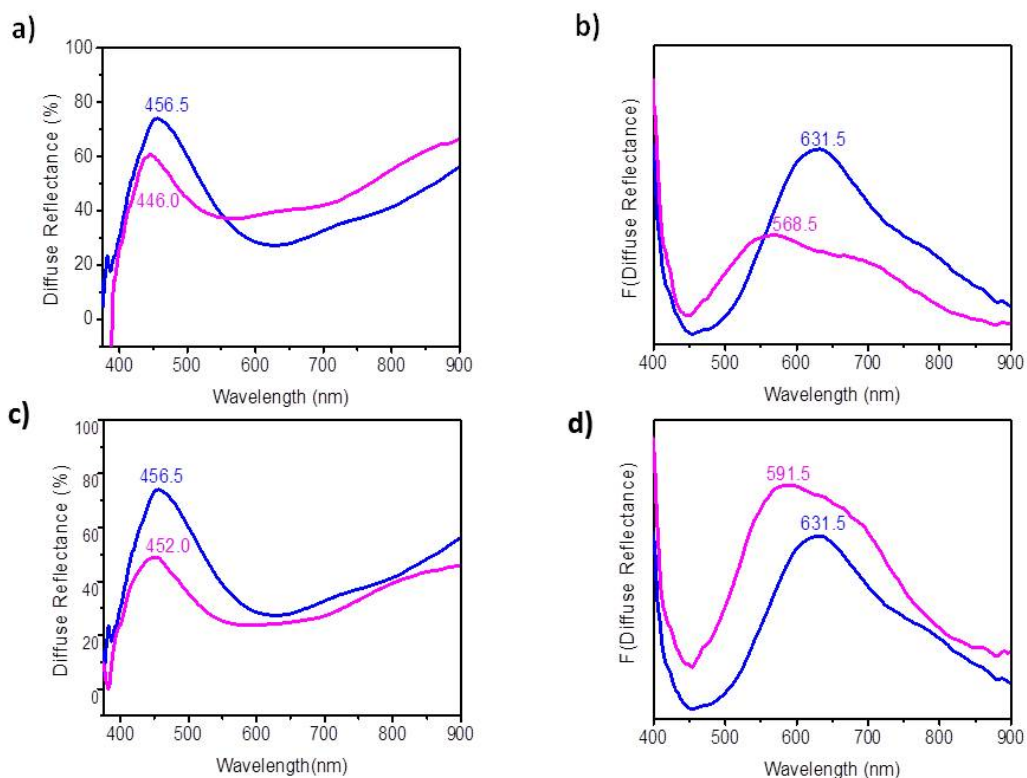 a)
100
80
60
40
20
0
Diffuse Reflectance (%)
456.5
446.0
400 500 600 700 800 900
Wavelength (nm)
b)
F(Diffuse Reflectance)
631.5
568.5
400 500 600 700 800 900
Wavelength (nm)
c)
100
80
60
40
20
0
Diffuse Reflectance (%)
456.5
452.0
400 500 600 700 800 900
Wavelength(nm)
d)
F(Diffuse Reflectance)
591.5
631.5
400 500 600 700 800 900
Wavelength (nm)